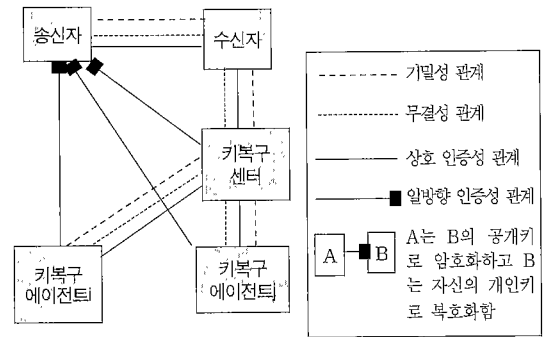 송신자
수신자
키복구
센터
키복구
에이전트i
키복구
에이전트j
기밀성 관계
무결성 관계
상호 인증성 관계
일방향 인증성 관계
A
B
A는 B의 공개키
로 암호화하고 B
는 자신의 개인키
로 복호화함